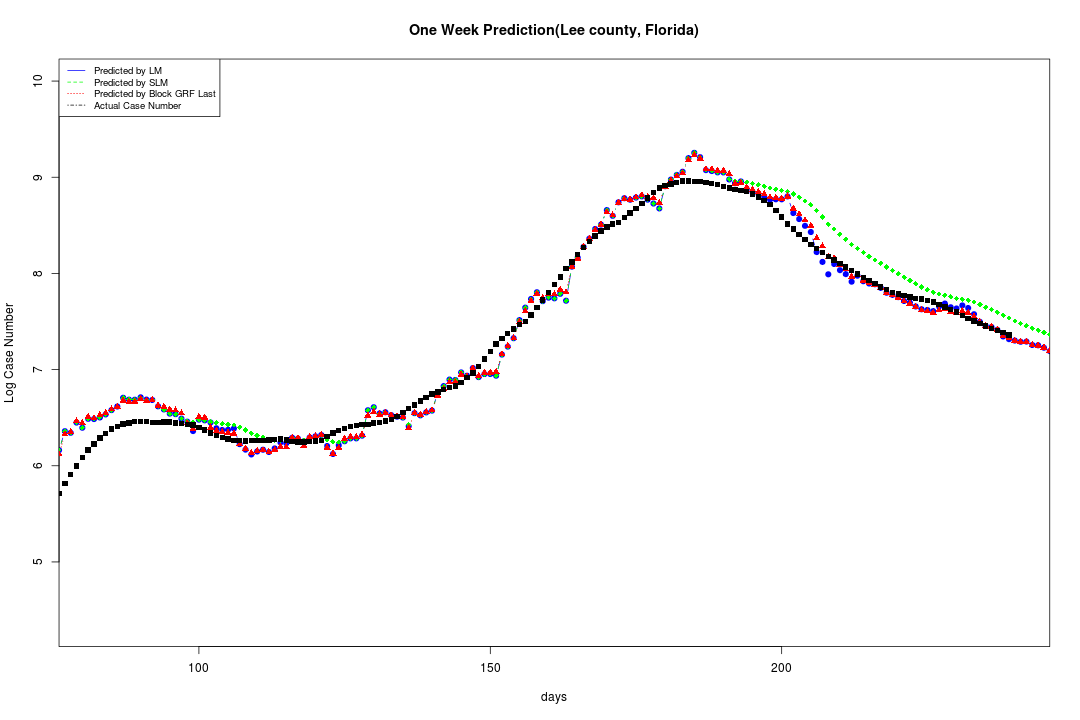 One Week Prediction(Lee county, Florida)
Predicted by LM
Predicted by SLM
Predicted by Block GRF Last
Actual Case Number
10
9
8
7
6
5
Log Case Number
100
150
200
days